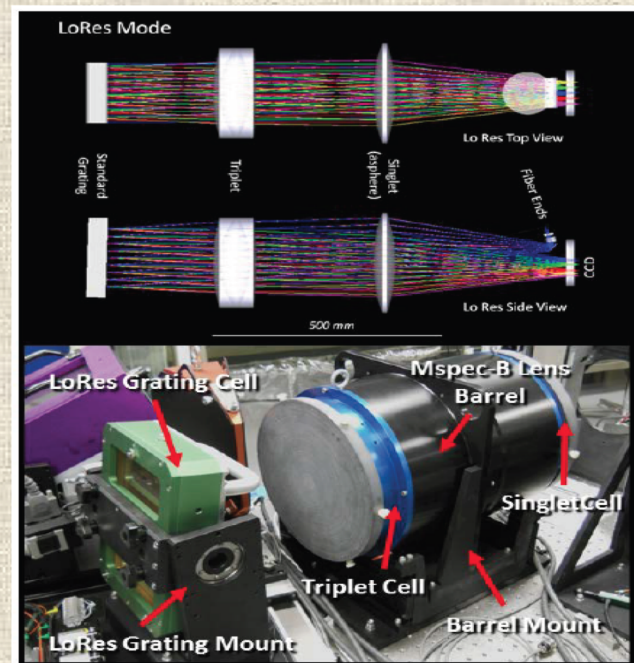 LoRes Mode
Lo Res Top View
Standard
Grating
Triplet
Singlet
(asphere)
Fiber Ends
CCD
Lo Res Side View
500 mm
LoRes Grating Cell
Mspec-B Lens
Barrel
SingletCell
Triplet Cell
LoRes Grating Mount
Barrel Mount